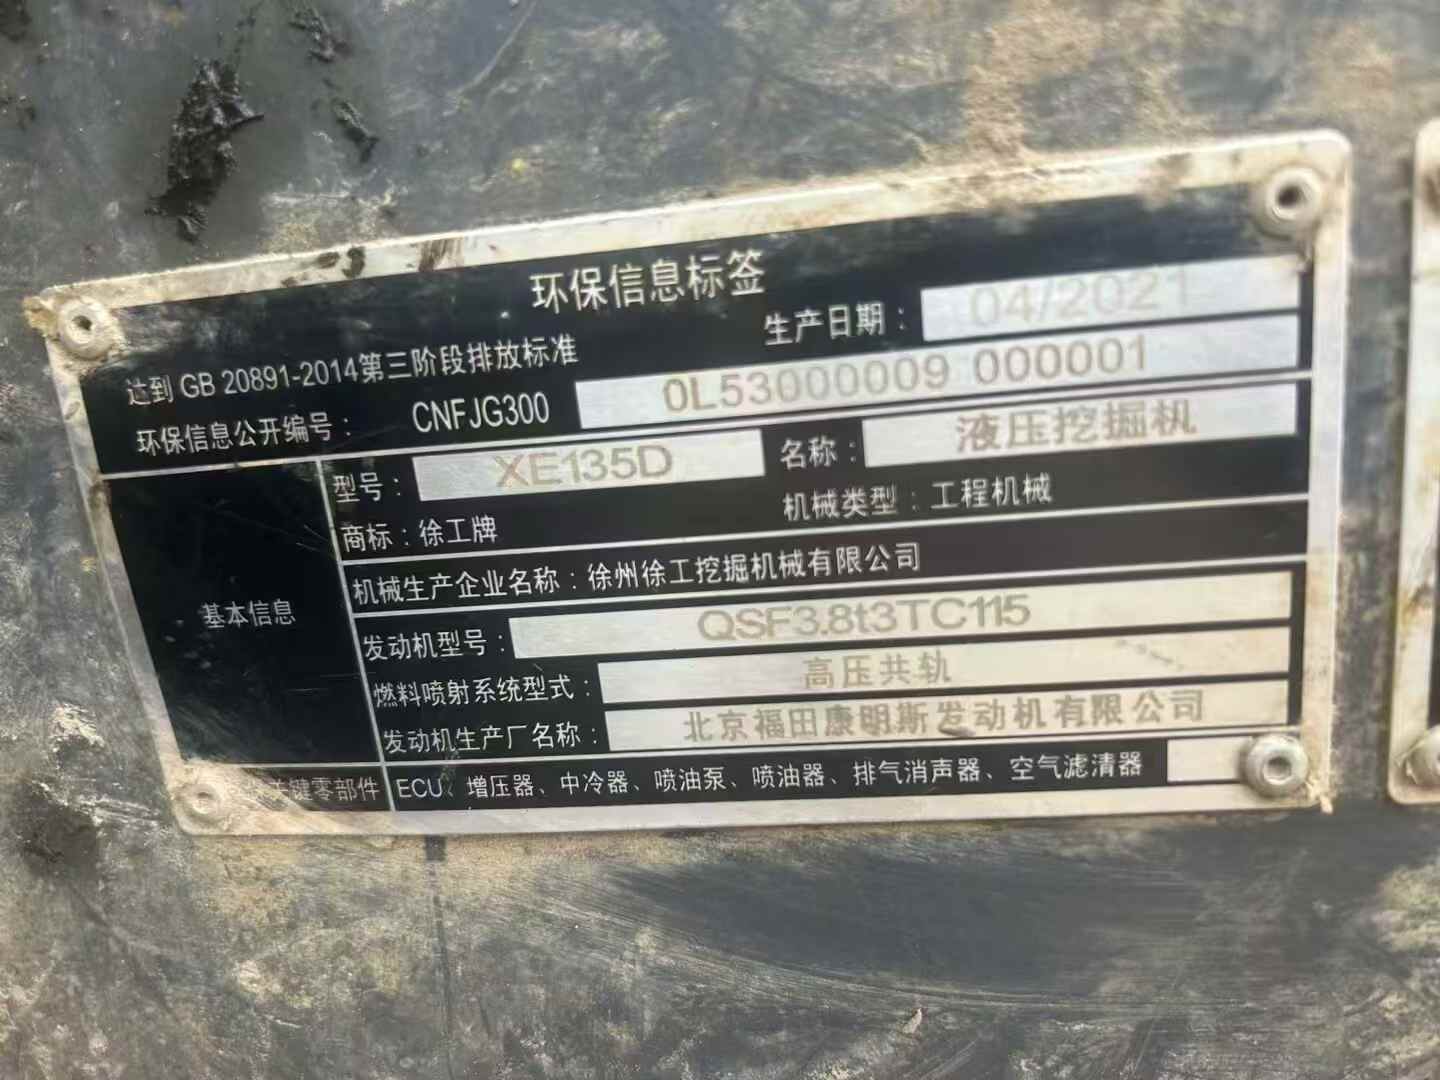 环保信息标签
达到 GB 20891-2014第三阶段排放标准
生产日期： 04/2021
环保信息公开编号： CNFJG300 0L53000009 000001
基本信息
型号： XE135D 名称： 液压挖掘机
商标：徐工牌 机械类型：工程机械
机械生产企业名称：徐州徐工挖掘机械有限公司
发动机型号： QSF3.8t3TC115
燃料喷射系统型式： 高压共轨
发动机生产厂名称： 北京福田康明斯发动机有限公司
关键零部件 ECU、增压器、中冷器、喷油泵、喷油器、排气消声器、空气滤清器